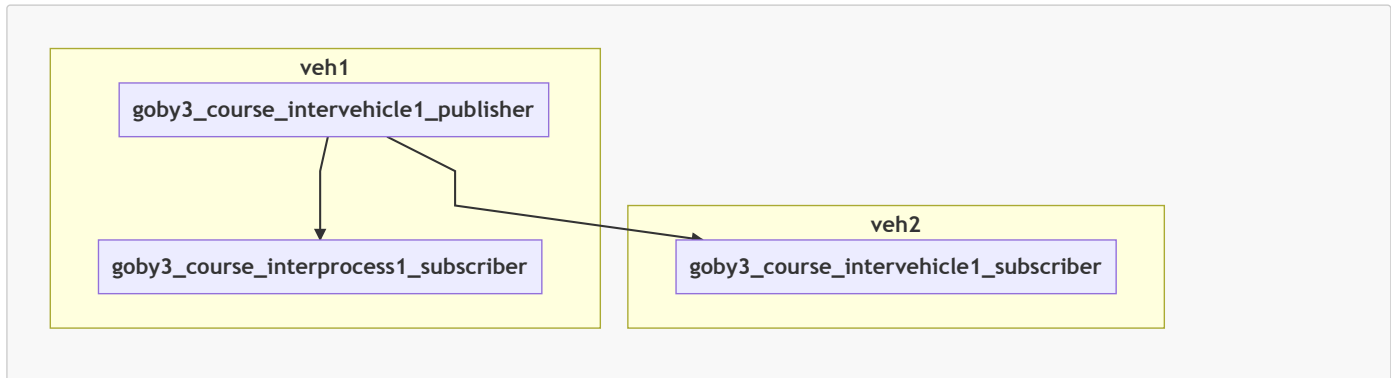 veh1
goby3_course_intervehicle1_publisher
goby3_course_interprocess1_subscriber
veh2
goby3_course_intervehicle1_subscriber